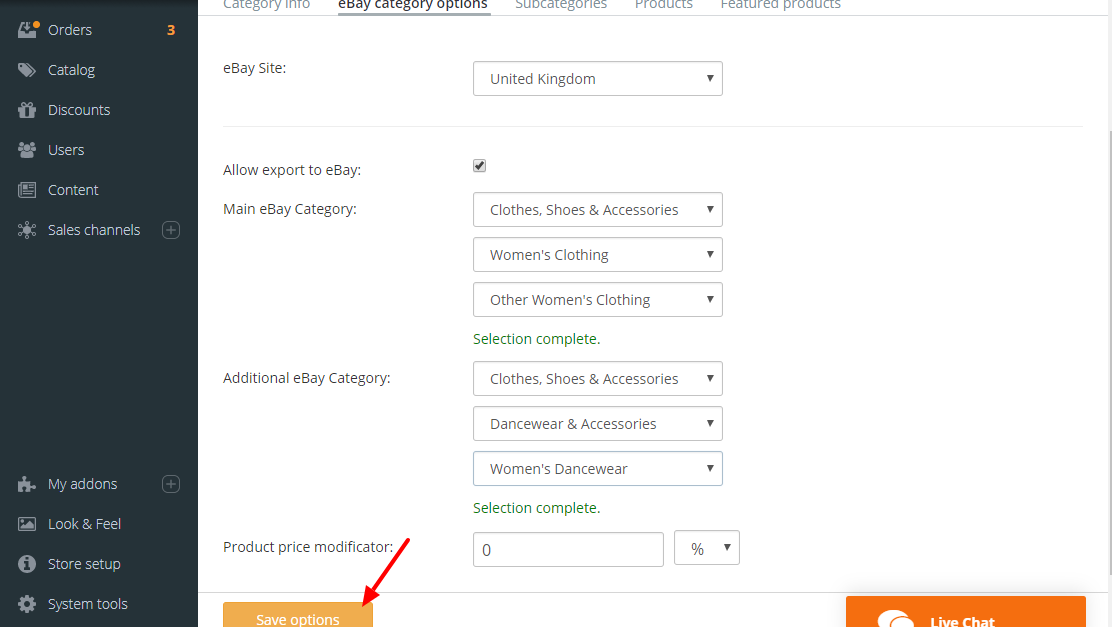 Category info eBay category options Subcategories Products Featured products
Orders 3
Catalog
Discounts
Users
Content
Sales channels
My addons
Look & Feel
Store setup
System tools
eBay Site:
United Kingdom
Allow export to eBay:
Main eBay Category:
Clothes, Shoes & Accessories
Women's Clothing
Other Women's Clothing
Selection complete.
Additional eBay Category:
Clothes, Shoes & Accessories
Dancewear & Accessories
Women's Dancewear
Selection complete.
Product price modificator:
0 %
Save options
Live Chat